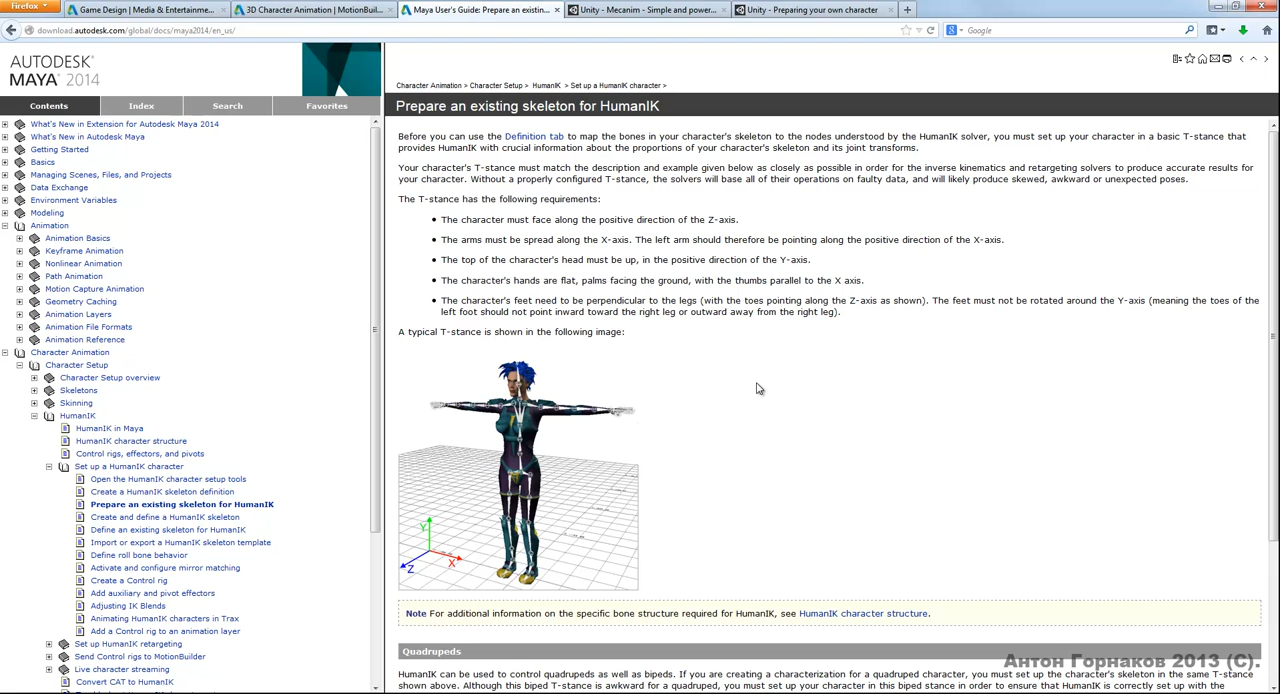 Firefox
Game Design | Media & Entertainme...
3D Character Animation | MotionBuil...
Maya User's Guide: Prepare an existin...
Unity - Mecanim - Simple and power...
Unity - Preparing your own character
download.autodesk.com/global/docs/maya2014/en_us/
Google
AUTODESK®
MAYA® 2014
Contents
Index
Search
Favorites
What's New in Extension for Autodesk Maya 2014
What's New in Autodesk Maya
Getting Started
Basics
Managing Scenes, Files, and Projects
Data Exchange
Environment Variables
Modeling
Animation
Animation Basics
Keyframe Animation
Nonlinear Animation
Path Animation
Motion Capture Animation
Geometry Caching
Animation Layers
Animation File Formats
Animation Reference
Character Animation
Character Setup
Character Setup overview
Skeletons
Skinning
HumanIK
HumanIK in Maya
HumanIK character structure
Control rigs, effectors, and pivots
Set up a HumanIK character
Open the HumanIK character setup tools
Create a HumanIK skeleton definition
Prepare an existing skeleton for HumanIK
Create and define a HumanIK skeleton
Define an existing skeleton for HumanIK
Import or export a HumanIK skeleton template
Define roll bone behavior
Activate and configure mirror matching
Create a Control rig
Add auxiliary and pivot effectors
Adjusting IK Blends
Animating HumanIK characters in Trax
Add a Control rig to an animation layer
Set up HumanIK retargeting
Send Control rigs to MotionBuilder
Live character streaming
Convert CAT to HumanIK
Character Animation > Character Setup > HumanIK > Set up a HumanIK character >
Prepare an existing skeleton for HumanIK
Before you can use the Definition tab to map the bones in your character's skeleton to the nodes understood by the HumanIK solver, you must set up your character in a basic T-stance that
provides HumanIK with crucial information about the proportions of your character's skeleton and its joint transforms.
Your character's T-stance must match the description and example given below as closely as possible in order for the inverse kinematics and retargeting solvers to produce accurate results for
your character. Without a properly configured T-stance, the solvers will base all of their operations on faulty data, and will likely produce skewed, awkward or unexpected poses.
The T-stance has the following requirements:
• The character must face along the positive direction of the Z-axis.
• The arms must be spread along the X-axis. The left arm should therefore be pointing along the positive direction of the X-axis.
• The top of the character's head must be up, in the positive direction of the Y-axis.
• The character's hands are flat, palms facing the ground, with the thumbs parallel to the X axis.
• The character's feet need to be perpendicular to the legs (with the toes pointing along the Z-axis as shown). The feet must not be rotated around the Y-axis (meaning the toes of the
left foot should not point inward toward the right leg or outward away from the right leg).
A typical T-stance is shown in the following image:
Y
Z
X
Note For additional information on the specific bone structure required for HumanIK, see HumanIK character structure.
Quadrupeds
Антон Горнаков 2013 (C).
HumanIK can be used to control quadrupeds as well as bipeds. If you are creating a characterization for a quadruped character, you must set up the character's skeleton in the same T-stance
shown above. Although this biped T-stance is awkward for a quadruped, you must set up your character in this biped stance in order to ensure that HumanIK is correctly set up with the